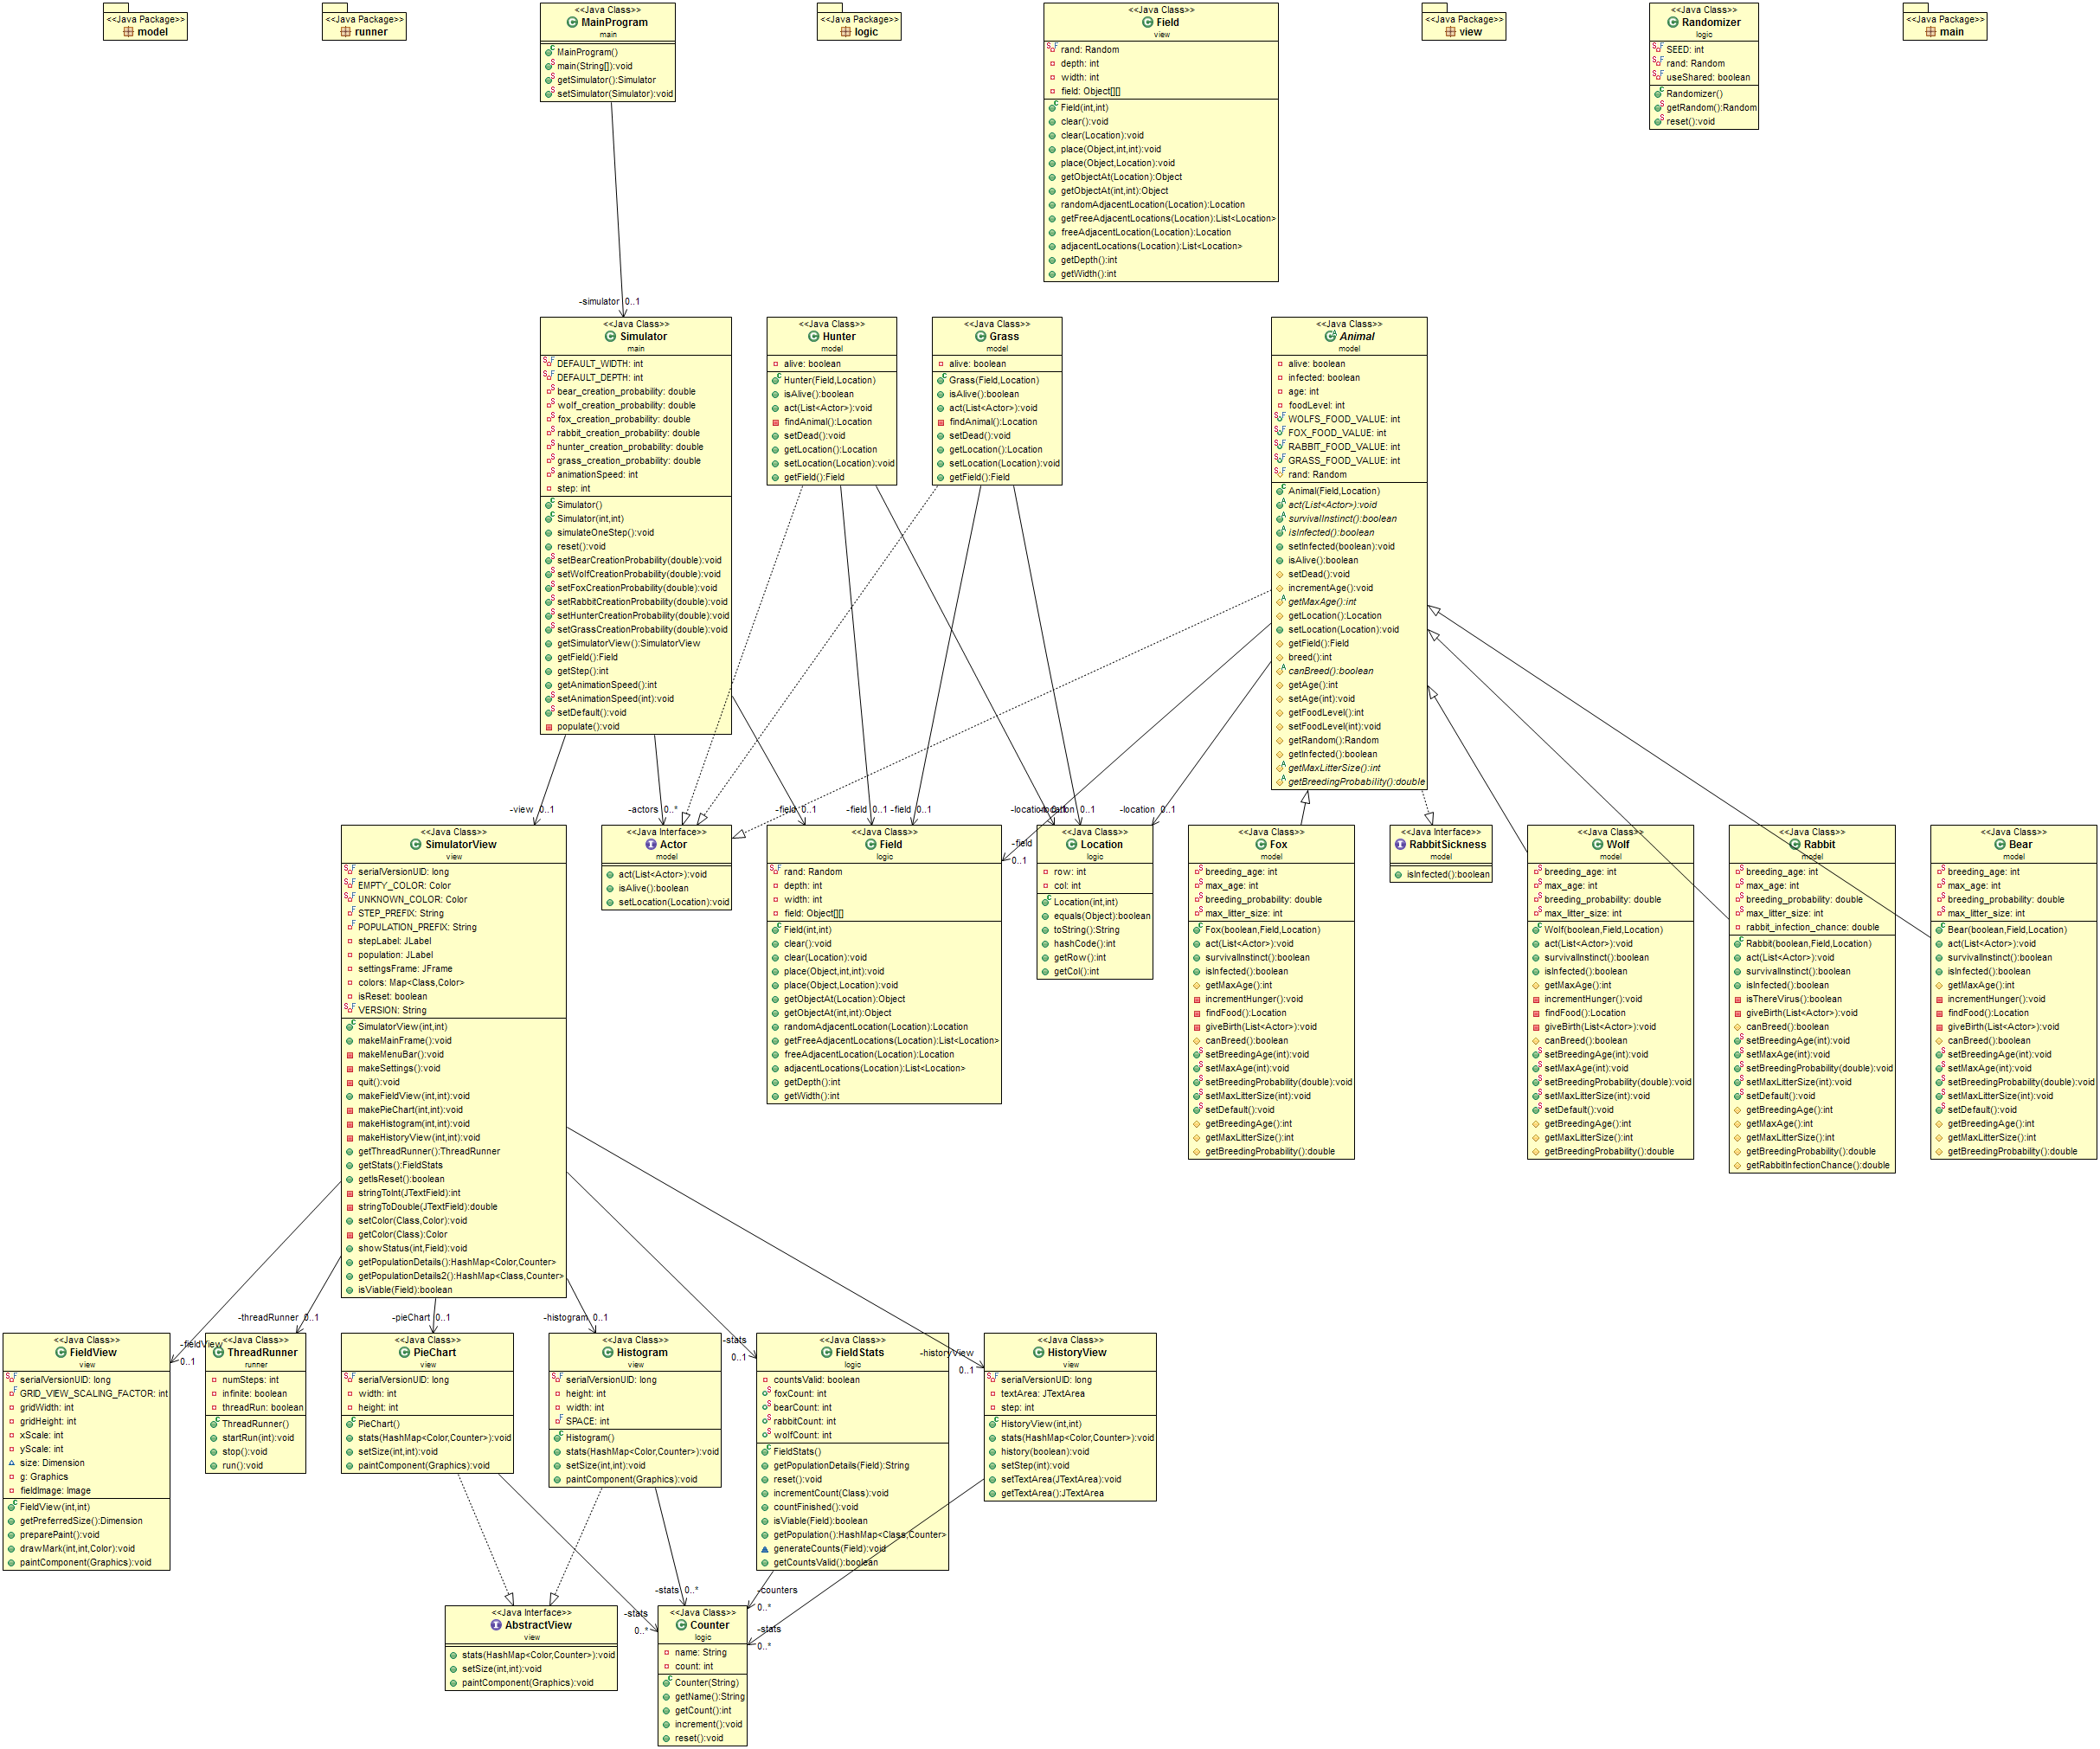 <<Java Package>>
model
<<Java Package>>
runner
<<Java Class>>
MainProgram
main
MainProgram()
main(String[]):void
getSimulator():Simulator
setSimulator(Simulator):void
<<Java Package>>
logic
<<Java Class>>
Field
view
rand: Random
depth: int
width: int
field: Object[][]
Field(int,int)
clear():void
clear(Location):void
place(Object,int,int):void
place(Object,Location):void
getObjectAt(Location):Object
getObjectAt(int,int):Object
randomAdjacentLocation(Location):Location
getFreeAdjacentLocations(Location):List<Location>
freeAdjacentLocation(Location):Location
adjacentLocations(Location):List<Location>
getDepth():int
getWidth():int
<<Java Package>>
view
<<Java Class>>
Randomizer
logic
SEED: int
rand: Random
useShared: boolean
Randomizer()
getRandom():Random
reset():void
<<Java Package>>
main
-simulator 0..1
<<Java Class>>
Simulator
main
DEFAULT_WIDTH: int
DEFAULT_DEPTH: int
bear_creation_probability: double
wolf_creation_probability: double
fox_creation_probability: double
rabbit_creation_probability: double
hunter_creation_probability: double
grass_creation_probability: double
animationSpeed: int
step: int
Simulator()
Simulator(int,int)
simulateOneStep():void
reset():void
setBearCreationProbability(double):void
setWolfCreationProbability(double):void
setFoxCreationProbability(double):void
setRabbitCreationProbability(double):void
setHunterCreationProbability(double):void
setGrassCreationProbability(double):void
getSimulatorView():SimulatorView
getField():Field
getStep():int
getAnimationSpeed():int
setAnimationSpeed(int):void
setDefault():void
populate():void
<<Java Class>>
Hunter
model
alive: boolean
Hunter(Field,Location)
isAlive():boolean
act(List<Actor>):void
findAnimal():Location
setDead():void
getLocation():Location
setLocation(Location):void
getField():Field
<<Java Class>>
Grass
model
alive: boolean
Grass(Field,Location)
isAlive():boolean
act(List<Actor>):void
findAnimal():Location
setDead():void
getLocation():Location
setLocation(Location):void
getField():Field
<<Java Class>>
Animal
model
alive: boolean
infected: boolean
age: int
foodLevel: int
WOLFS_FOOD_VALUE: int
FOX_FOOD_VALUE: int
RABBIT_FOOD_VALUE: int
GRASS_FOOD_VALUE: int
rand: Random
Animal(Field,Location)
act(List<Actor>):void
survivalInstinct():boolean
isInfected():boolean
setInfected(boolean):void
isAlive():boolean
setDead():void
incrementAge():void
getMaxAge():int
getLocation():Location
setLocation(Location):void
getField():Field
breed():int
canBreed():boolean
getAge():int
setAge(int):void
getFoodLevel():int
setFoodLevel(int):void
getRandom():Random
getInfected():boolean
getMaxLitterSize():int
getBreedingProbability():double
-view 0..1
-actors 0..*
-field 0..1
-field 0..1
-field 0..1
-location 0..1
-location 0..1
-location 0..1
-field
0..1
<<Java Class>>
SimulatorView
view
serialVersionUID: long
EMPTY_COLOR: Color
UNKNOWN_COLOR: Color
STEP_PREFIX: String
POPULATION_PREFIX: String
stepLabel: JLabel
population: JLabel
settingsFrame: JFrame
colors: Map<Class,Color>
isReset: boolean
VERSION: String
SimulatorView(int,int)
makeMainFrame():void
makeMenuBar():void
makeSettings():void
quit():void
makeFieldView(int,int):void
makePieChart(int,int):void
makeHistogram(int,int):void
makeHistoryView(int,int):void
getThreadRunner():ThreadRunner
getStats():FieldStats
getIsReset():boolean
stringToInt(JTextField):int
stringToDouble(JTextField):double
setColor(Class,Color):void
getColor(Class):Color
showStatus(int,Field):void
getPopulationDetails():HashMap<Color,Counter>
getPopulationDetails2():HashMap<Class,Counter>
isViable(Field):boolean
<<Java Interface>>
Actor
model
act(List<Actor>):void
isAlive():boolean
setLocation(Location):void
<<Java Class>>
Field
logic
rand: Random
depth: int
width: int
field: Object[][]
Field(int,int)
clear():void
clear(Location):void
place(Object,int,int):void
place(Object,Location):void
getObjectAt(Location):Object
getObjectAt(int,int):Object
randomAdjacentLocation(Location):Location
getFreeAdjacentLocations(Location):List<Location>
freeAdjacentLocation(Location):Location
adjacentLocations(Location):List<Location>
getDepth():int
getWidth():int
<<Java Class>>
Location
logic
row: int
col: int
Location(int,int)
equals(Object):boolean
toString():String
hashCode():int
getRow():int
getCol():int
<<Java Class>>
Fox
model
breeding_age: int
max_age: int
breeding_probability: double
max_litter_size: int
Fox(boolean,Field,Location)
act(List<Actor>):void
survivalInstinct():boolean
isInfected():boolean
getMaxAge():int
incrementHunger():void
findFood():Location
giveBirth(List<Actor>):void
canBreed():boolean
setBreedingAge(int):void
setMaxAge(int):void
setBreedingProbability(double):void
setMaxLitterSize(int):void
setDefault():void
getBreedingAge():int
getMaxLitterSize():int
getBreedingProbability():double
<<Java Interface>>
RabbitSickness
model
isInfected():boolean
<<Java Class>>
Wolf
model
breeding_age: int
max_age: int
breeding_probability: double
max_litter_size: int
Wolf(boolean,Field,Location)
act(List<Actor>):void
survivalInstinct():boolean
isInfected():boolean
getMaxAge():int
incrementHunger():void
findFood():Location
giveBirth(List<Actor>):void
canBreed():boolean
setBreedingAge(int):void
setMaxAge(int):void
setBreedingProbability(double):void
setMaxLitterSize(int):void
setDefault():void
getBreedingAge():int
getMaxLitterSize():int
getBreedingProbability():double
<<Java Class>>
Rabbit
model
breeding_age: int
max_age: int
breeding_probability: double
max_litter_size: int
rabbit_infection_chance: double
Rabbit(boolean,Field,Location)
act(List<Actor>):void
survivalInstinct():boolean
isInfected():boolean
isThereVirus():boolean
giveBirth(List<Actor>):void
canBreed():boolean
setBreedingAge(int):void
setMaxAge(int):void
setBreedingProbability(double):void
setMaxLitterSize(int):void
setDefault():void
getBreedingAge():int
getMaxAge():int
getMaxLitterSize():int
getBreedingProbability():double
getRabbitInfectionChance():double
<<Java Class>>
Bear
model
breeding_age: int
max_age: int
breeding_probability: double
max_litter_size: int
Bear(boolean,Field,Location)
act(List<Actor>):void
survivalInstinct():boolean
isInfected():boolean
getMaxAge():int
incrementHunger():void
findFood():Location
giveBirth(List<Actor>):void
canBreed():boolean
setBreedingAge(int):void
setMaxAge(int):void
setBreedingProbability(double):void
setMaxLitterSize(int):void
setDefault():void
getBreedingAge():int
getMaxLitterSize():int
getBreedingProbability():double
-fieldView
0..1
-threadRunner 0..1
-pieChart 0..1
-histogram 0..1
-stats
0..1
-historyView
0..1
<<Java Class>>
FieldView
view
serialVersionUID: long
GRID_VIEW_SCALING_FACTOR: int
gridWidth: int
gridHeight: int
xScale: int
yScale: int
size: Dimension
g: Graphics
fieldImage: Image
FieldView(int,int)
getPreferredSize():Dimension
preparePaint():void
drawMark(int,int,Color):void
paintComponent(Graphics):void
<<Java Class>>
ThreadRunner
runner
numSteps: int
infinite: boolean
threadRun: boolean
ThreadRunner()
startRun(int):void
stop():void
run():void
<<Java Class>>
PieChart
view
serialVersionUID: long
width: int
height: int
PieChart()
stats(HashMap<Color,Counter>):void
setSize(int,int):void
paintComponent(Graphics):void
<<Java Class>>
Histogram
view
serialVersionUID: long
height: int
width: int
SPACE: int
Histogram()
stats(HashMap<Color,Counter>):void
setSize(int,int):void
paintComponent(Graphics):void
<<Java Class>>
FieldStats
logic
countsValid: boolean
foxCount: int
bearCount: int
rabbitCount: int
wolfCount: int
FieldStats()
getPopulationDetails(Field):String
reset():void
incrementCount(Class):void
countFinished():void
isViable(Field):boolean
getPopulation():HashMap<Class,Counter>
generateCounts(Field):void
getCountsValid():boolean
<<Java Class>>
HistoryView
view
serialVersionUID: long
textArea: JTextArea
step: int
HistoryView(int,int)
stats(HashMap<Color,Counter>):void
history(boolean):void
setStep(int):void
setTextArea(JTextArea):void
getTextArea():JTextArea
-stats 0..*
-counters
0..*
-stats
0..*
-stats
0..*
<<Java Interface>>
AbstractView
view
stats(HashMap<Color,Counter>):void
setSize(int,int):void
paintComponent(Graphics):void
<<Java Class>>
Counter
logic
name: String
count: int
Counter(String)
getName():String
getCount():int
increment():void
reset():void